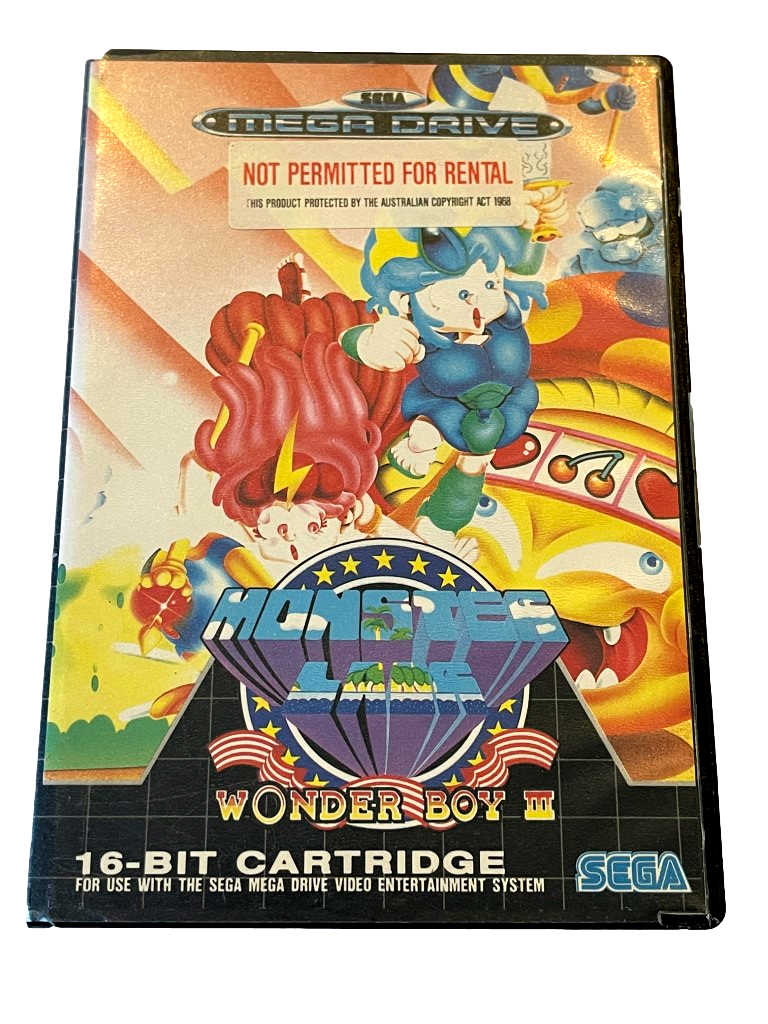 SEGA
MEGA DRIVE
NOT PERMITTED FOR RENTAL
THIS PRODUCT PROTECTED BY THE AUSTRALIAN COPYRIGHT ACT 1968
MONSTER
LAIR
WONDER BOY III
16-BIT CARTRIDGE
FOR USE WITH THE SEGA MEGA DRIVE VIDEO ENTERTAINMENT SYSTEM
SEGA